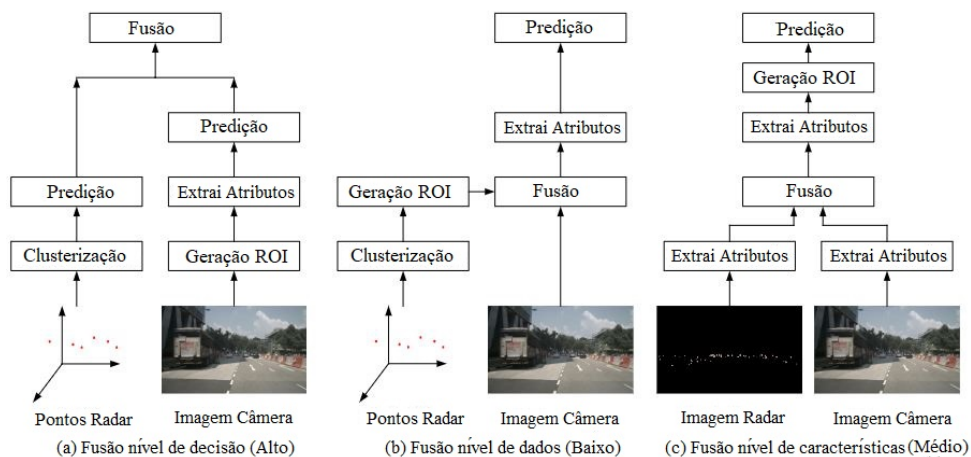 Fusão
Predição
Predição
Extrai Atributos
Clusterização
Geração ROI
Pontos Radar
Imagem Câmera
(a) Fusão nível de decisão (Alto)
Predição
Extrai Atributos
Geração ROI
Fusão
Clusterização
Pontos Radar
Imagem Câmera
(b) Fusão nível de dados (Baixo)
Predição
Geração ROI
Extrai Atributos
Fusão
Extrai Atributos
Extrai Atributos
Imagem Radar
Imagem Câmera
(c) Fusão nível de características (Médio)